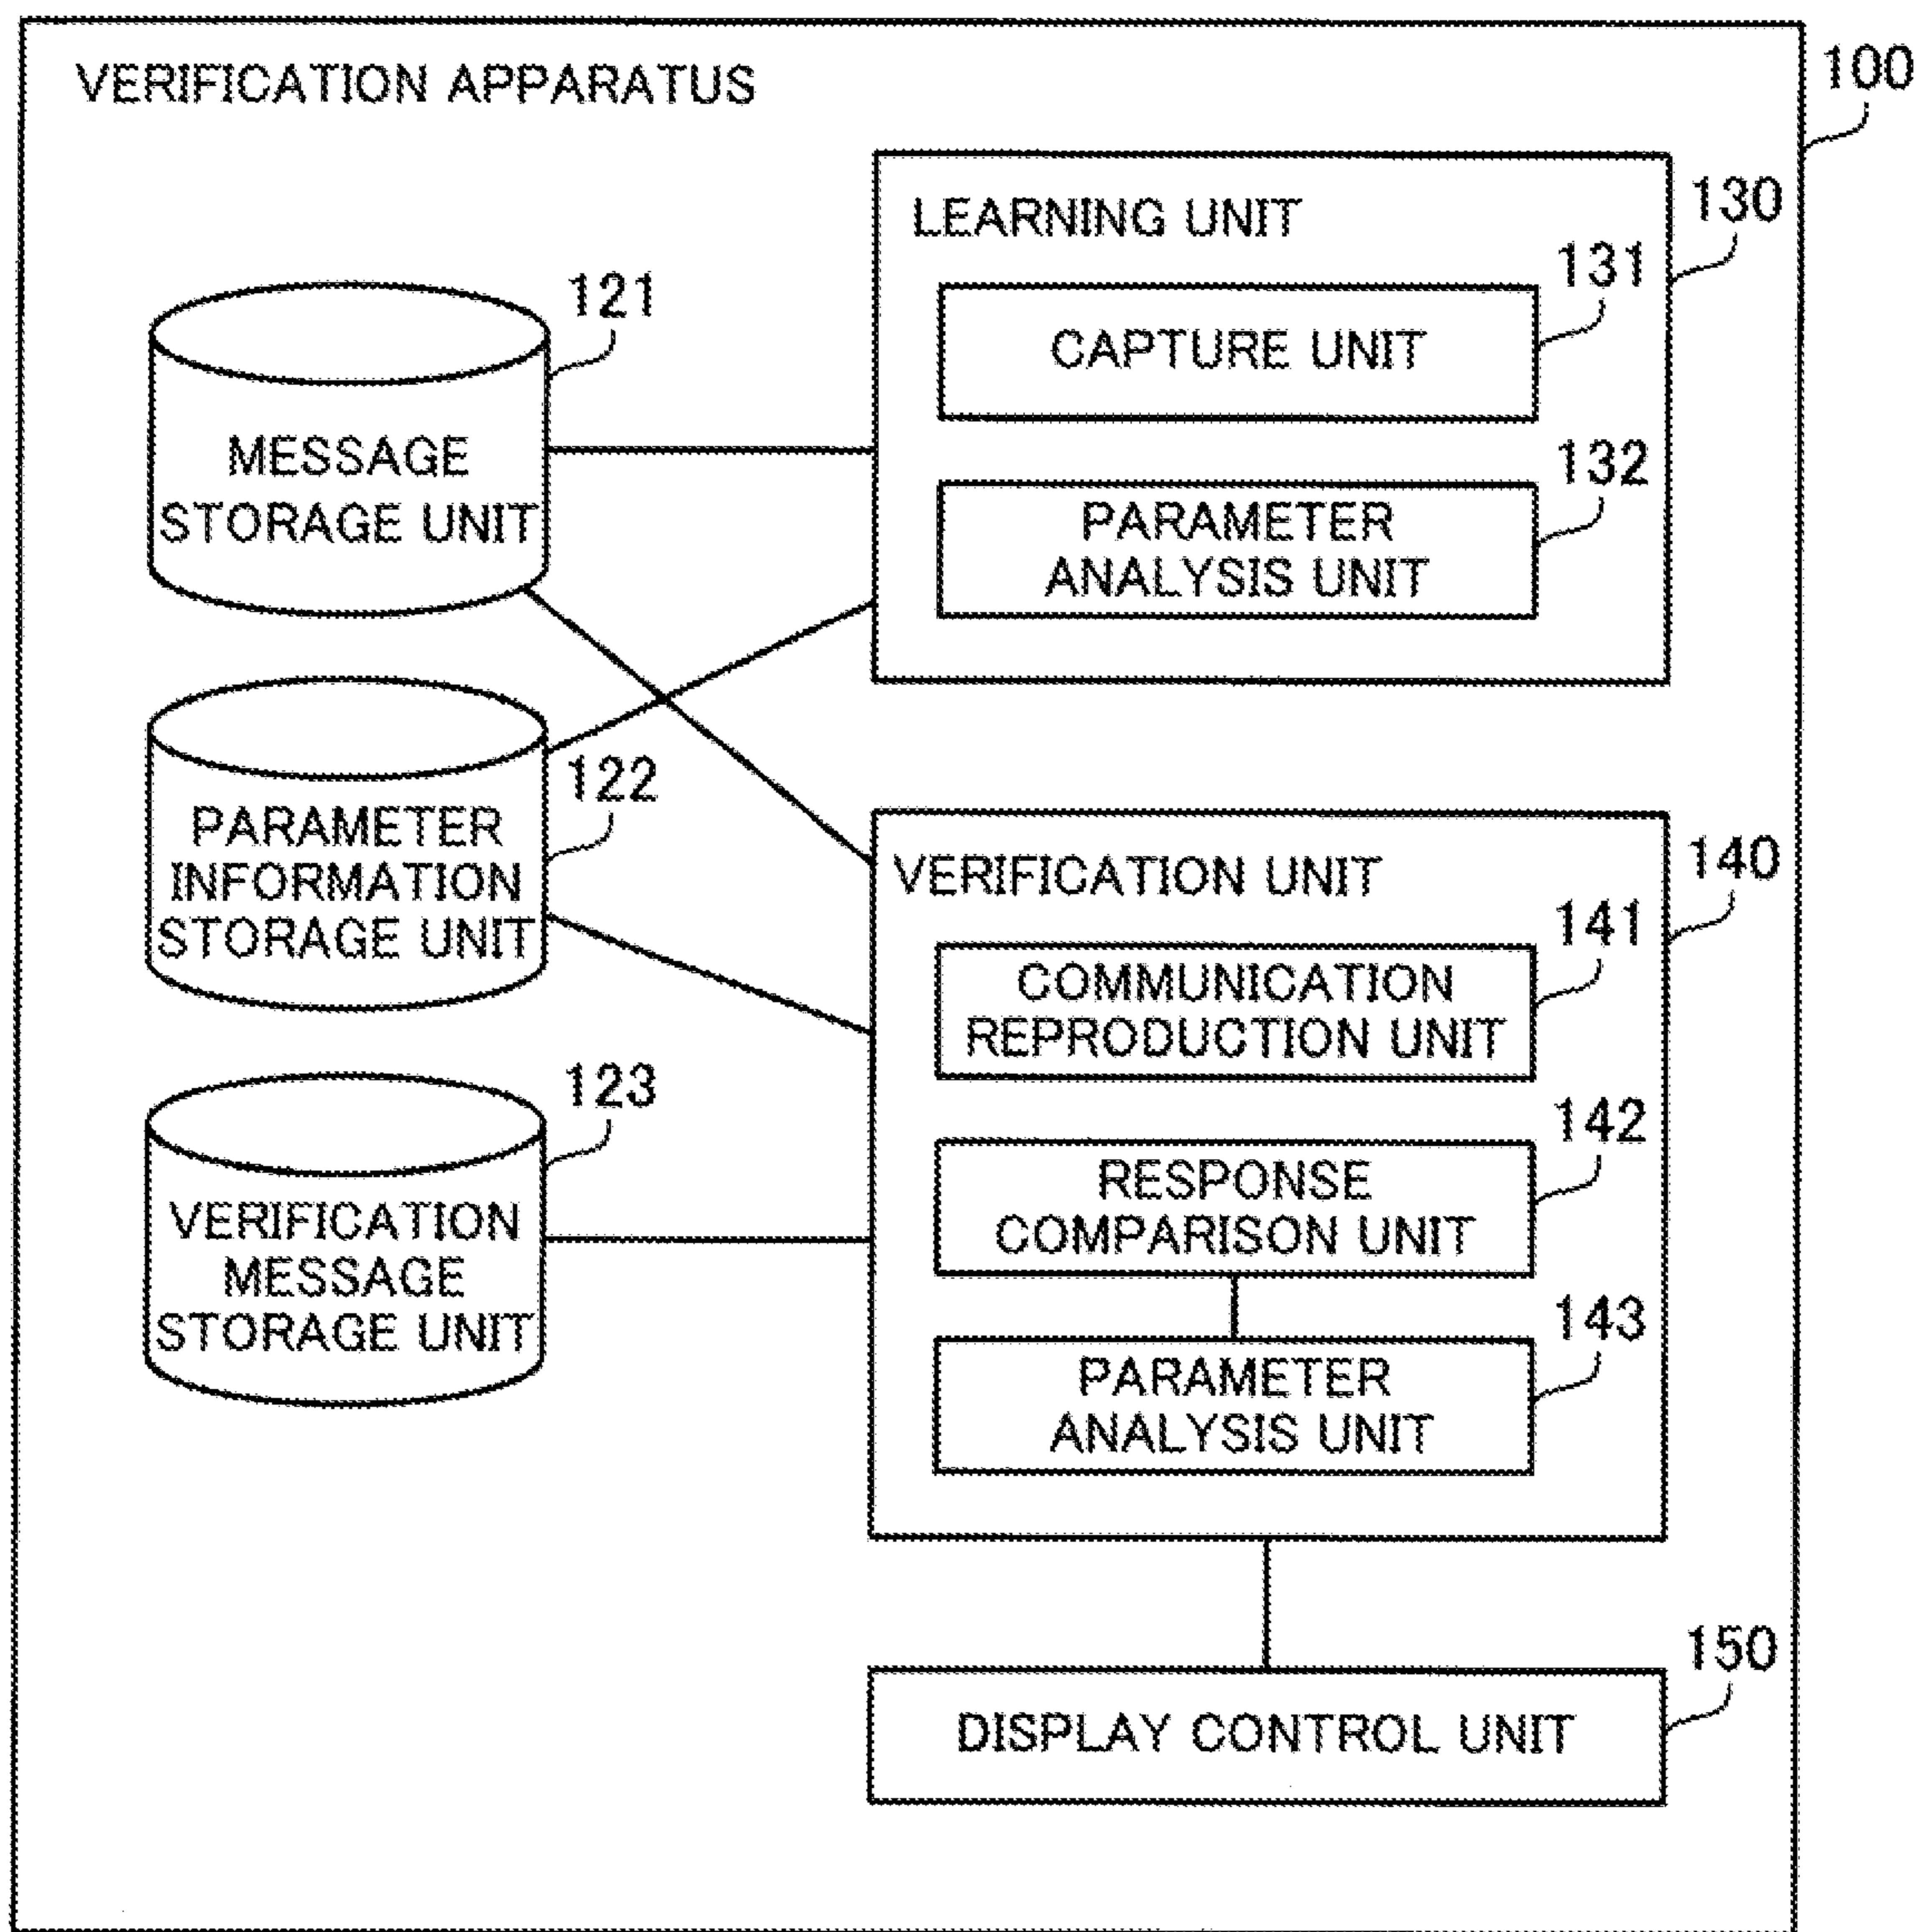 VERIFICATION APPARATUS
100
LEARNING UNIT
130
CAPTURE UNIT
131
PARAMETER
ANALYSIS UNIT
132
MESSAGE
STORAGE UNIT
121
PARAMETER
INFORMATION
STORAGE UNIT
122
VERIFICATION
MESSAGE
STORAGE UNIT
123
VERIFICATION UNIT
140
COMMUNICATION
REPRODUCTION UNIT
141
RESPONSE
COMPARISON UNIT
142
PARAMETER
ANALYSIS UNIT
143
DISPLAY CONTROL UNIT
150